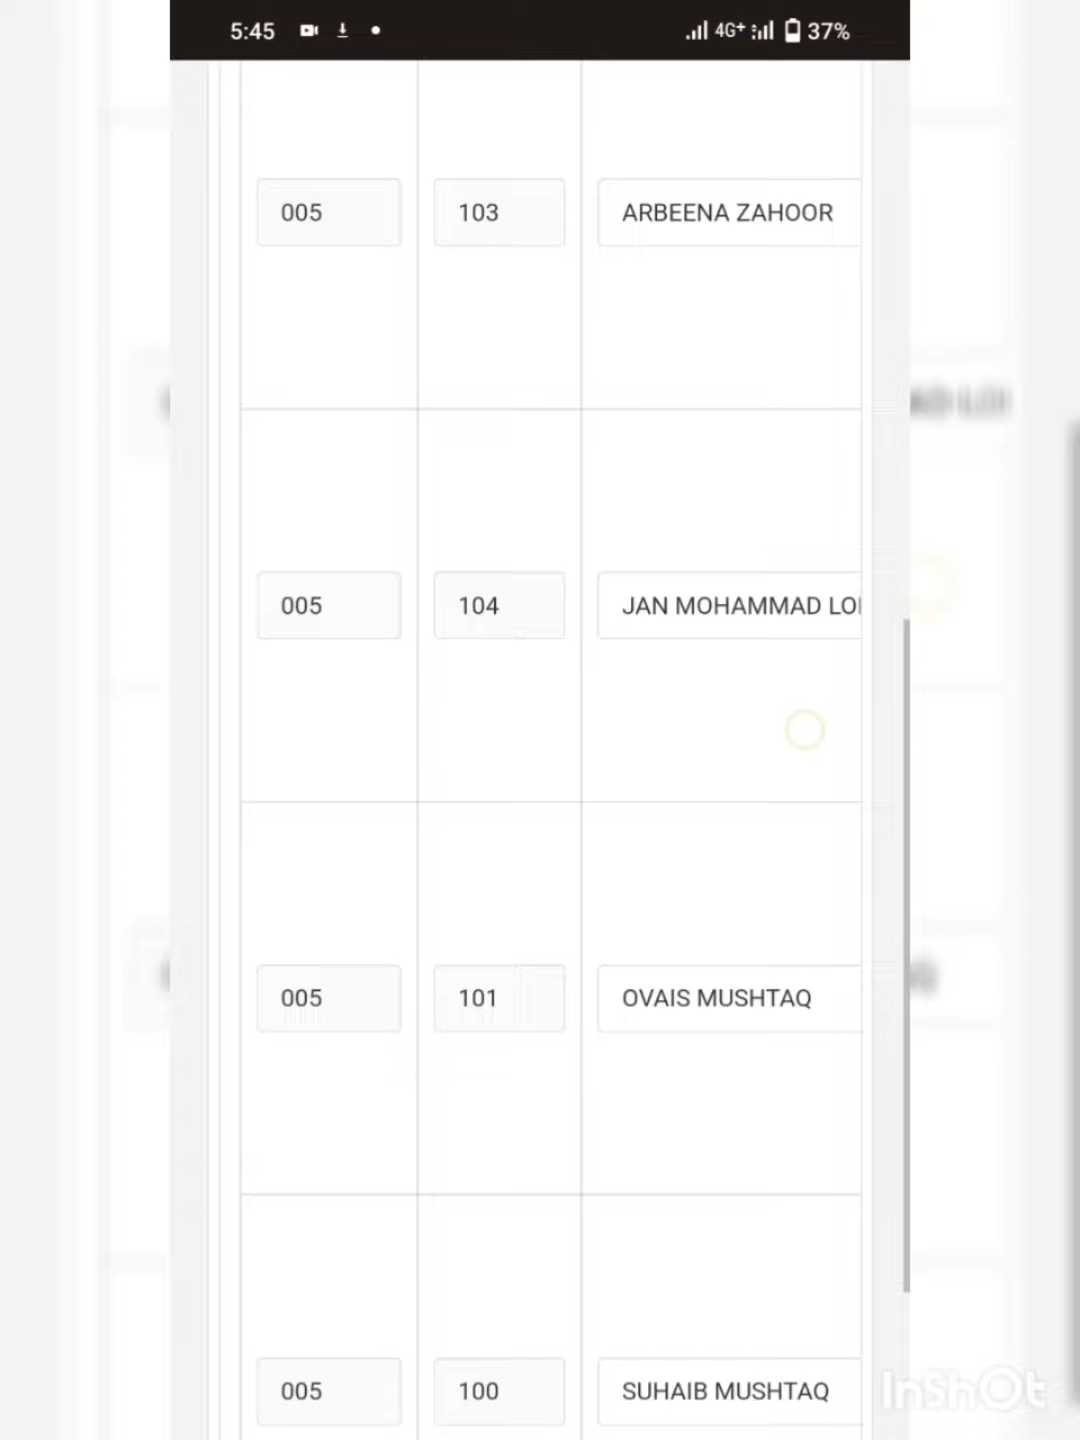 5:45 4G+ 37%
005 103 ARBEENA ZAHOOR
005 104 JAN MOHAMMAD
005 101 OVAIS MUSHTAQ
005 100 SUHAIB MUSHTAQ
InShOt